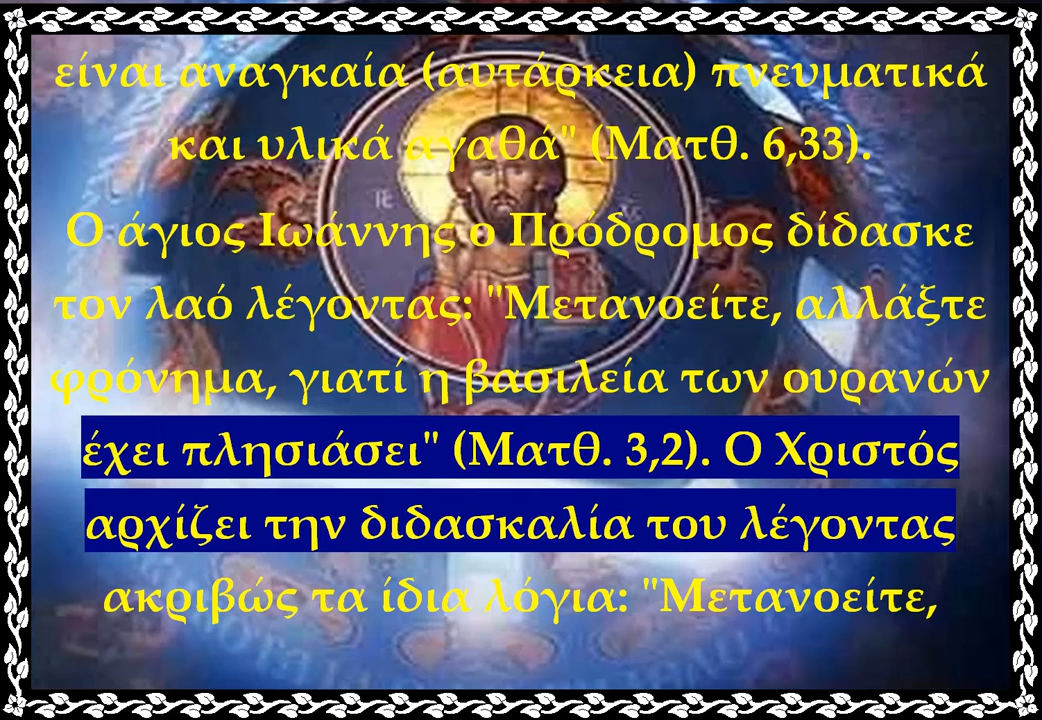 είναι αναγκαία (αυτάρκεια) πνευματικά
και υλικά αγαθά" (Ματθ. 6,33).
Ο άγιος Ιωάννης ο Πρόδρομος δίδασκε
τον λαό λέγοντας: "Μετανοείτε, αλλάξτε
φρόνημα, γιατί η βασιλεία των ουρανών
έχει πλησιάσει" (Ματθ. 3,2). Ο Χριστός
αρχίζει την διδασκαλία του λέγοντας
ακριβώς τα ίδια λόγια: "Μετανοείτε,